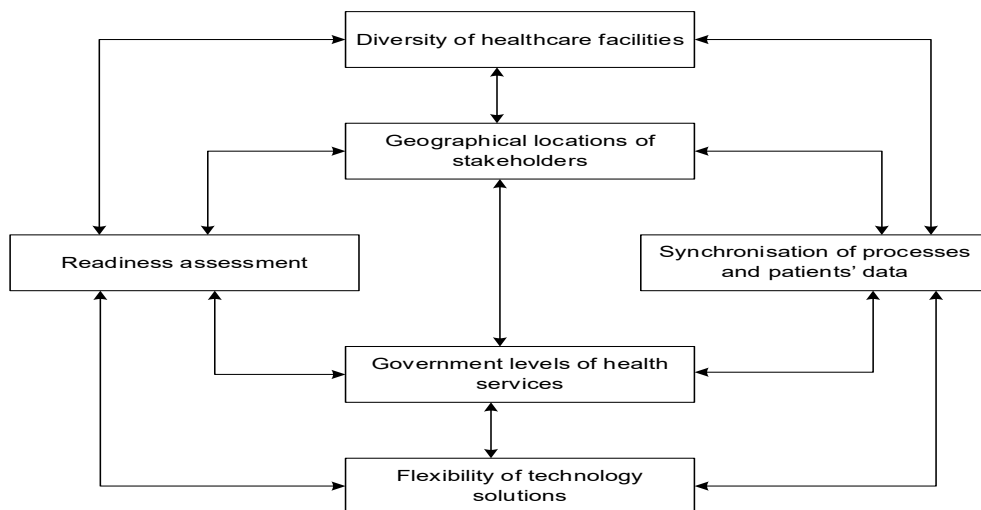 Diversity of healthcare facilities
Geographical locations of
stakeholders
Readiness assessment
Synchronisation of processes
and patients’ data
Government levels of health
services
Flexibility of technology
solutions